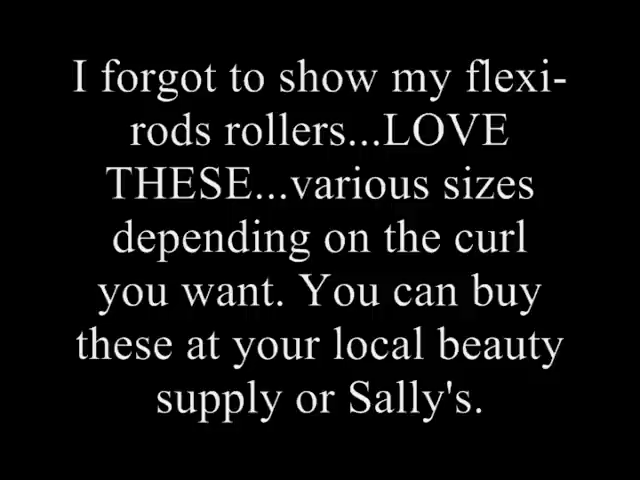 I forgot to show my flexi-
rods rollers...LOVE
THESE...various sizes
depending on the curl
you want. You can buy
these at your local beauty
supply or Sally's.